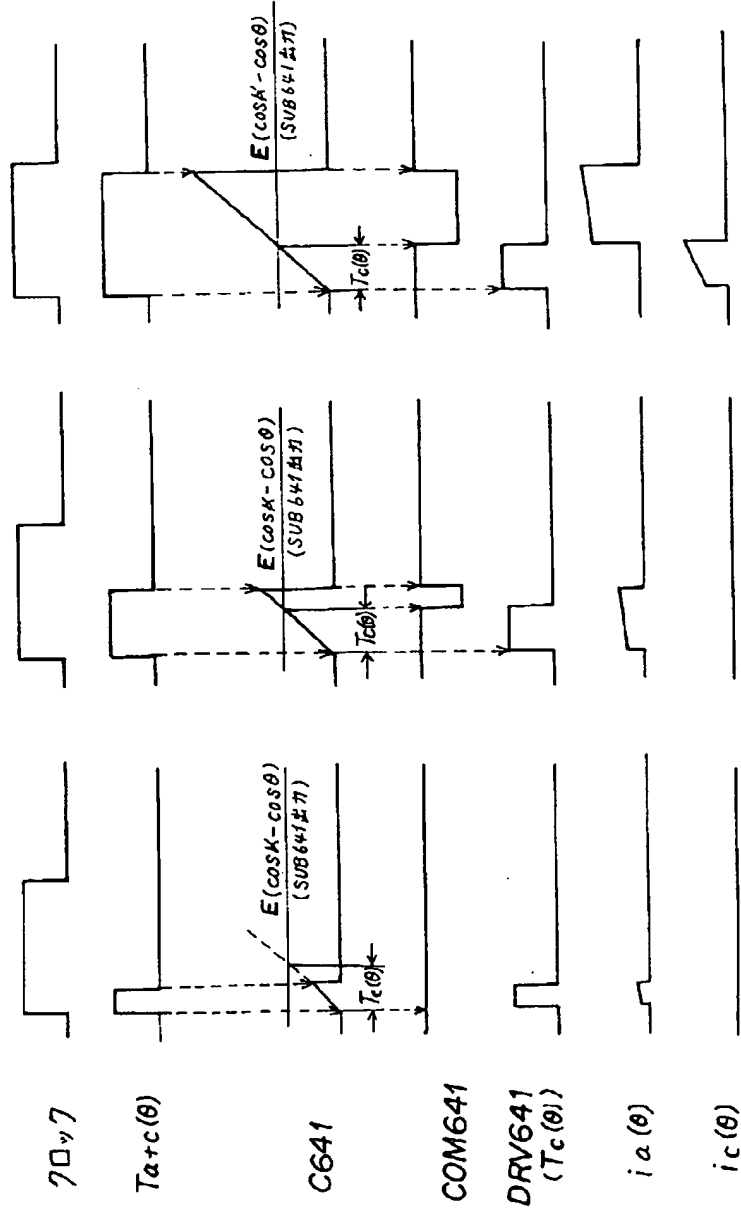 クロック
Ta+c(θ)
C641
COM641
DRV641
(Tc(θ))
ia(θ)
ic(θ)
E(cosK-cosθ)
(SUB641出力)
Tc(θ)
E(cosK-cosθ)
(SUB641出力)
Tc(θ)
E(cosK-cosθ)
(SUB641出力)
Tc(θ)